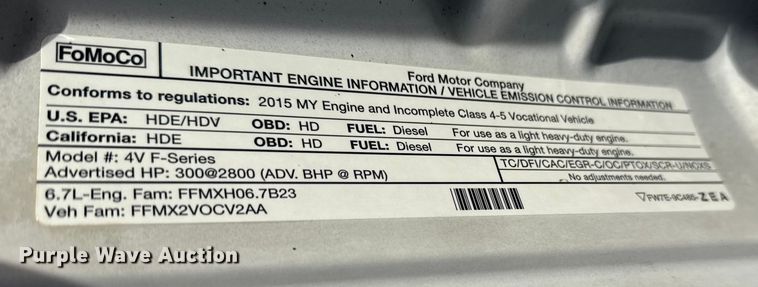 FoMoCo
Ford Motor Company
IMPORTANT ENGINE INFORMATION / VEHICLE EMISSION CONTROL INFORMATION
Conforms to regulations: 2015 MY Engine and Incomplete Class 4-5 Vocational Vehicle
U.S. EPA: HDE/HDV OBD: HD FUEL: Diesel For use as a light heavy-duty engine.
California: HDE OBD: HD FUEL: Diesel For use as a light heavy-duty engine.
Model #: 4V F-Series TC/DFI/CAC/EGR-C/OC/PTOX/SCR-U/NOXS
Advertised HP: 300@2800 (ADV. BHP @ RPM) No adjustments needed.
6.7L-Eng. Fam: FFMXH06.7B23
Veh Fam: FFMX2VOCV2AA ZEA
Purple Wave Auction